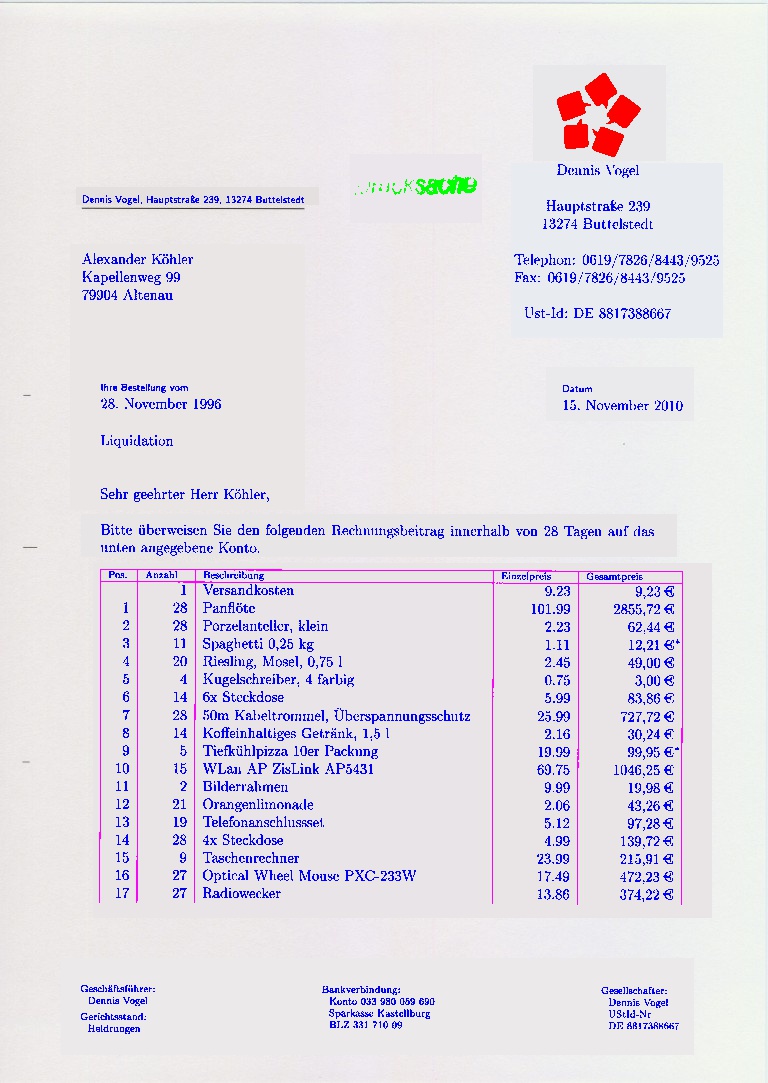 Dennis Vogel
Dennis Vogel, Hauptstraße 239, 13274 Buttelstedt
Hauptstraße 239
13274 Buttelstedt
Alexander Köhler
Kapellenweg 99
79904 Altenau
Telephon: 0619/7826/8443/9525
Fax: 0619/7826/8443/9525
Ust-Id: DE 8817388667
Ihre Bestellung vom
28. November 1996
Datum
15. November 2010
Liquidation
Sehr geehrter Herr Köhler,
Bitte überweisen Sie den folgenden Rechnungsbeitrag innerhalb von 28 Tagen auf das
unten angegebene Konto.
Pos. Anzahl Beschreibung Einzelpreis Gesamtpreis
1 Versandkosten 9.23 9,23 €
1 28 Panflöte 101.99 2855,72 €
2 28 Porzelanteller, klein 2.23 62,44 €
3 11 Spaghetti 0,25 kg 1.11 12,21 €*
4 20 Riesling, Mosel, 0,75 l 2.45 49,00 €
5 4 Kugelschreiber, 4 farbig 0.75 3,00 €
6 14 6x Steckdose 5.99 83,86 €
7 28 50m Kabeltrommel, Überspannungsschutz 25.99 727,72 €
8 14 Koffeinhaltiges Getränk, 1,5 l 2.16 30,24 €
9 5 Tiefkühlpizza 10er Packung 19.99 99,95 €*
10 15 WLan AP ZisLink AP5431 69.75 1046,25 €
11 2 Bilderrahmen 9.99 19,98 €
12 21 Orangenlimonade 2.06 43,26 €
13 19 Telefonanschlussset 5.12 97,28 €
14 28 4x Steckdose 4.99 139,72 €
15 9 Taschenrechner 23.99 215,91 €
16 27 Optical Wheel Mouse PXC-233W 17.49 472,23 €
17 27 Radiowecker 13.86 374,22 €
Geschäftsführer:
Dennis Vogel
Gerichtsstand:
Heldrungen
Bankverbindung:
Konto 033 980 059 690
Sparkasse Kastellburg
BLZ 331 710 09
Gesellschafter:
Dennis Vogel
UStId-Nr
DE 8817388667